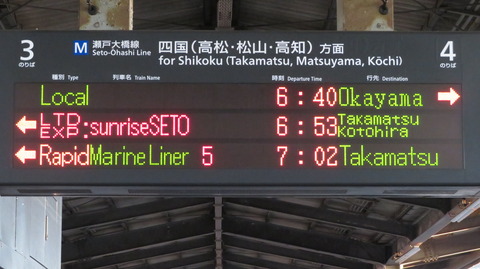 3 のりば
M 瀬戸大橋線 Seto-Ohashi Line
四国(高松・松山・高知) 方面
for Shikoku (Takamatsu, Matsuyama, Kōchi)
4 のりば
種別 Type 列車名 Train Name 時刻 Departure Time 行先 Destination
Local 6:40 Okayama →
← LTD. EXP. sunriseSETO 6:53 Takamatsu Kotohira
← Rapid Marine Liner 5 7:02 Takamatsu